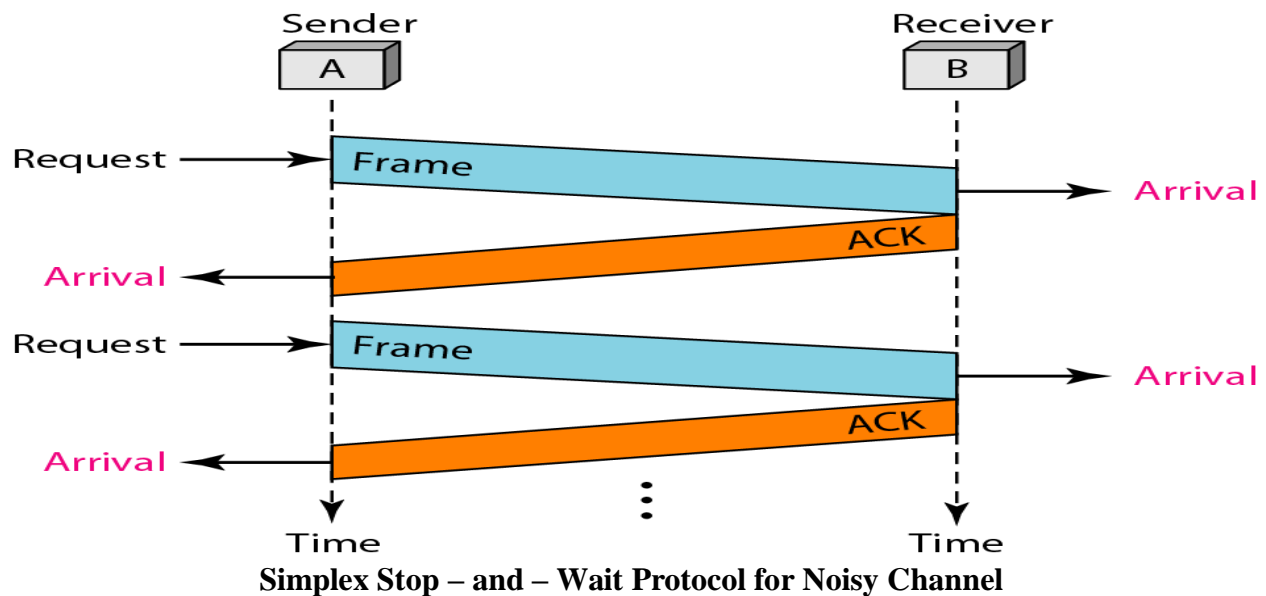 Sender
Receiver
A
B
Request
Frame
Arrival
ACK
Arrival
Request
Frame
Arrival
ACK
Arrival
Time
Time
Simplex Stop – and – Wait Protocol for Noisy Channel